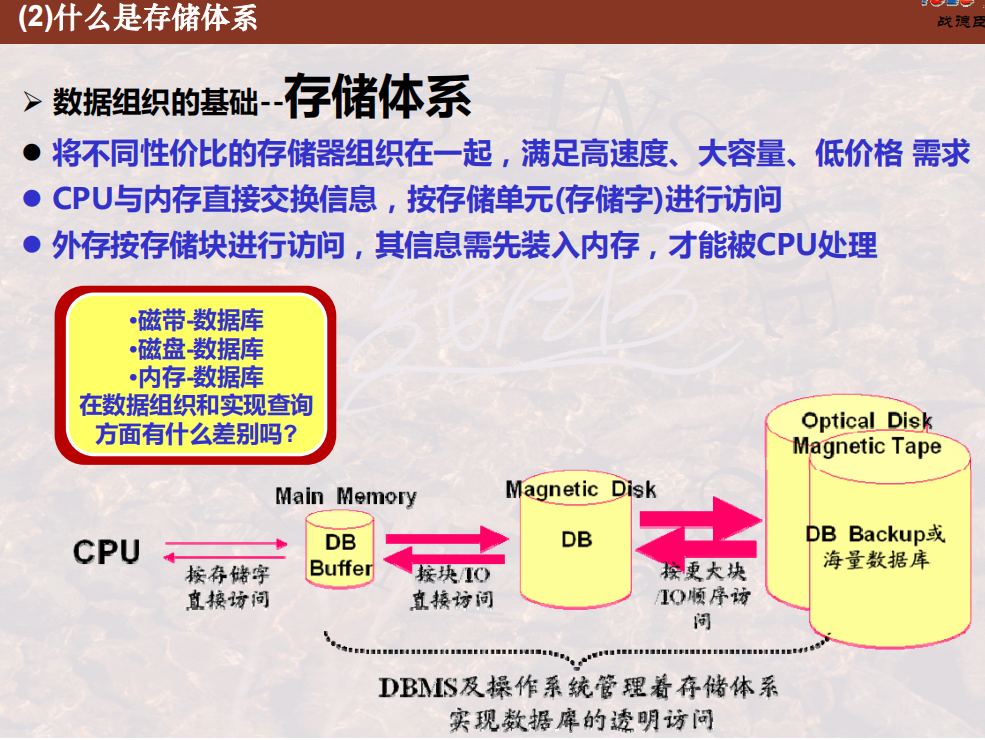 (2)什么是存储体系
战德臣
➢ 数据组织的基础--存储体系
● 将不同性价比的存储器组织在一起，满足高速度、大容量、低价格 需求
● CPU与内存直接交换信息，按存储单元(存储字)进行访问
● 外存按存储块进行访问，其信息需先装入内存，才能被CPU处理
•磁带-数据库
•磁盘-数据库
•内存-数据库
在数据组织和实现查询
方面有什么差别吗?
CPU
按存储字
直接访问
Main Memory
DB
Buffer
按块/IO
直接访问
Magnetic Disk
DB
按更大块
/IO顺序访
问
Optical Disk
Magnetic Tape
DB Backup或
海量数据库
DBMS及操作系统管理着存储体系
实现数据库的透明访问